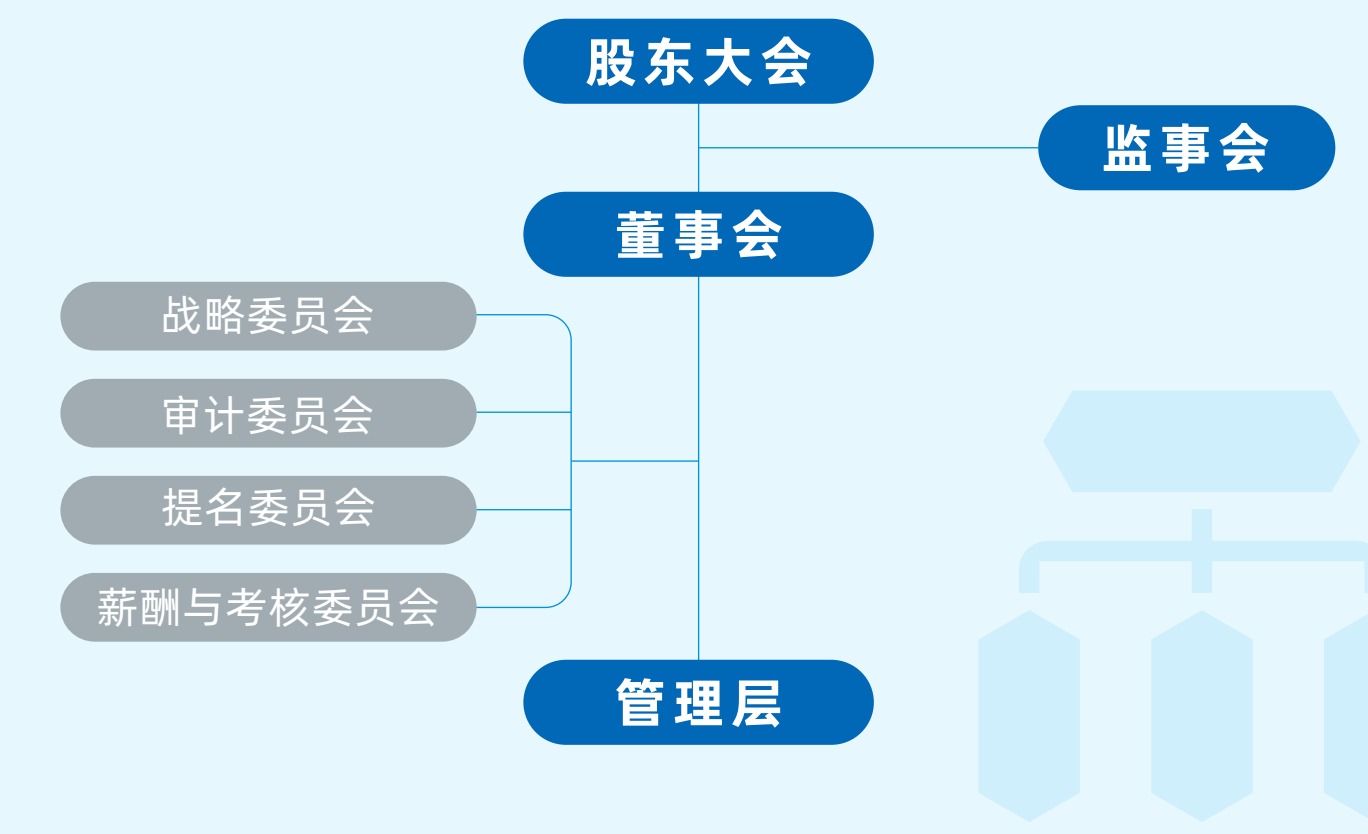 股东大会
监事会
董事会
战略委员会
审计委员会
提名委员会
薪酬与考核委员会
管理层